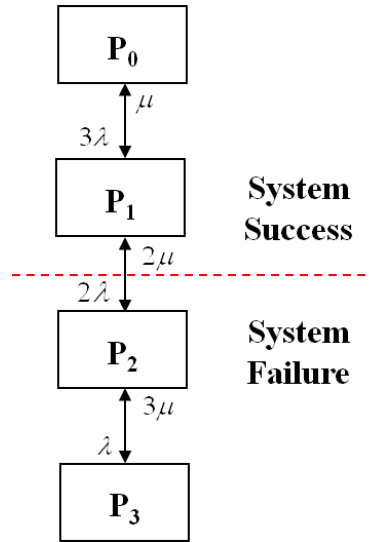 P₀
μ
3λ
P₁
System
Success
2μ
2λ
System
Failure
P₂
3μ
λ
P₃